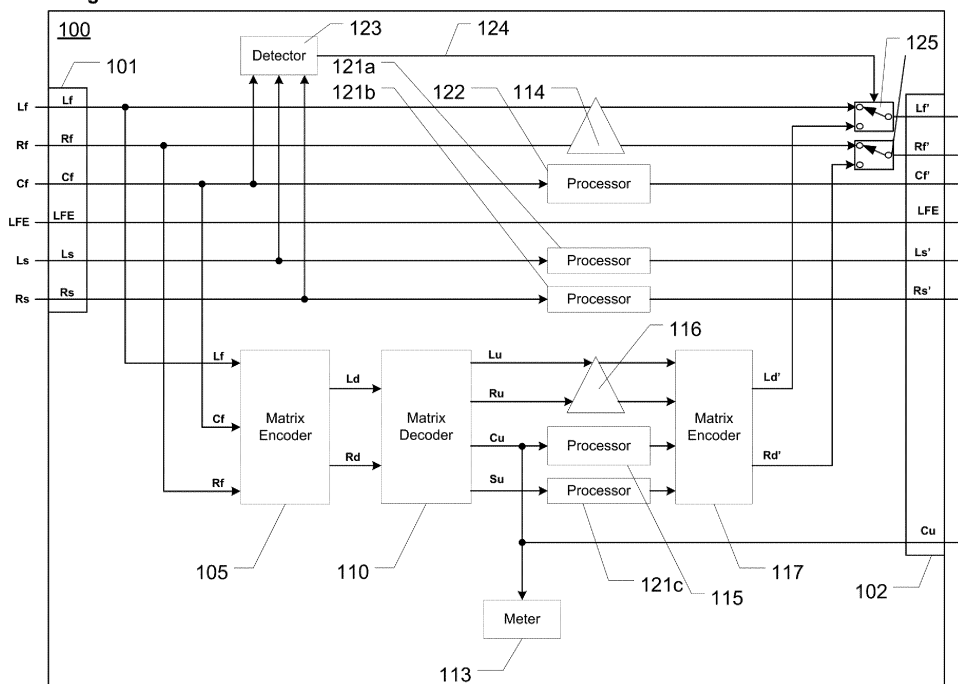 100
101
123
124
Detector
121a
121b
122
114
125
Lf Lf Lf'
Rf Rf Rf'
Cf Cf Processor Cf'
LFE LFE LFE
Ls Ls Processor Ls'
Rs Rs Processor Rs'
116
Lf Lu
Ld Ld'
Ru
Cf Matrix Encoder Matrix Decoder Cu Processor Matrix Encoder
Rd Rd'
Rf Su Processor
Cu
105 110 121c 115 117 102
Meter
113